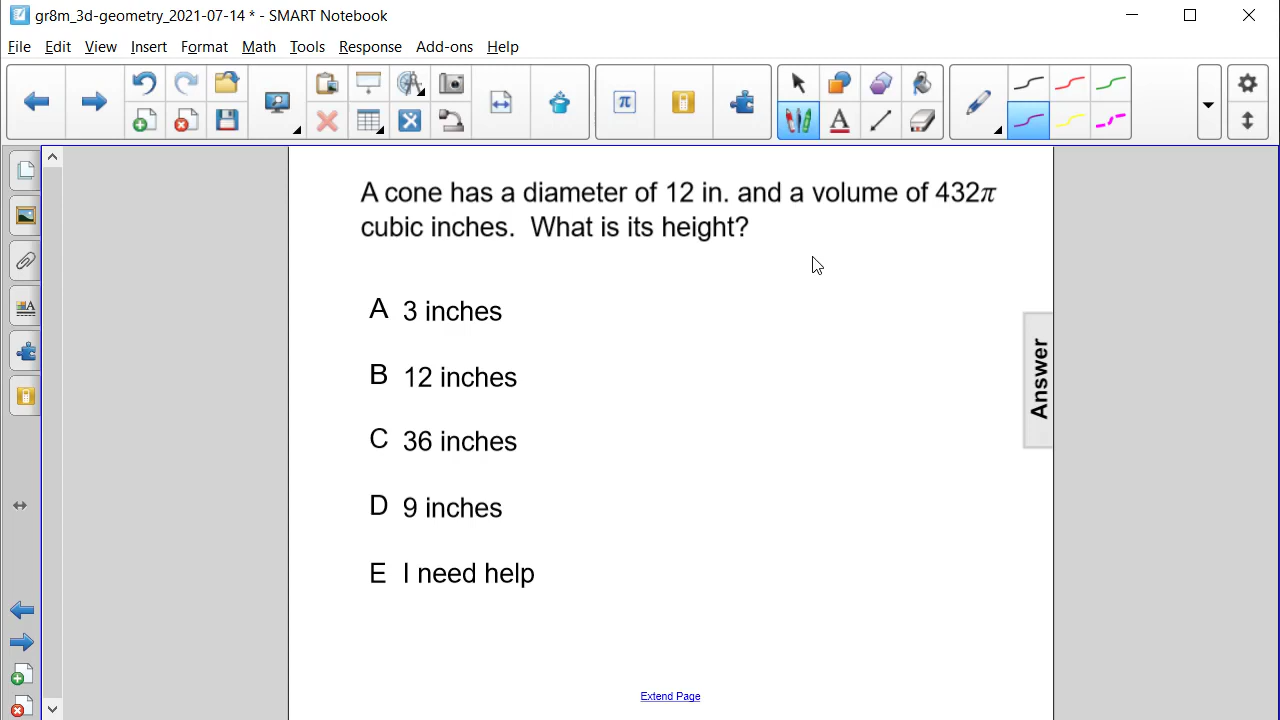 gr8m_3d-geometry_2021-07-14 * - SMART Notebook
File Edit View Insert Format Math Tools Response Add-ons Help
A cone has a diameter of 12 in. and a volume of 432π
cubic inches. What is its height?
A 3 inches
B 12 inches
C 36 inches
D 9 inches
E I need help
Answer
Extend Page